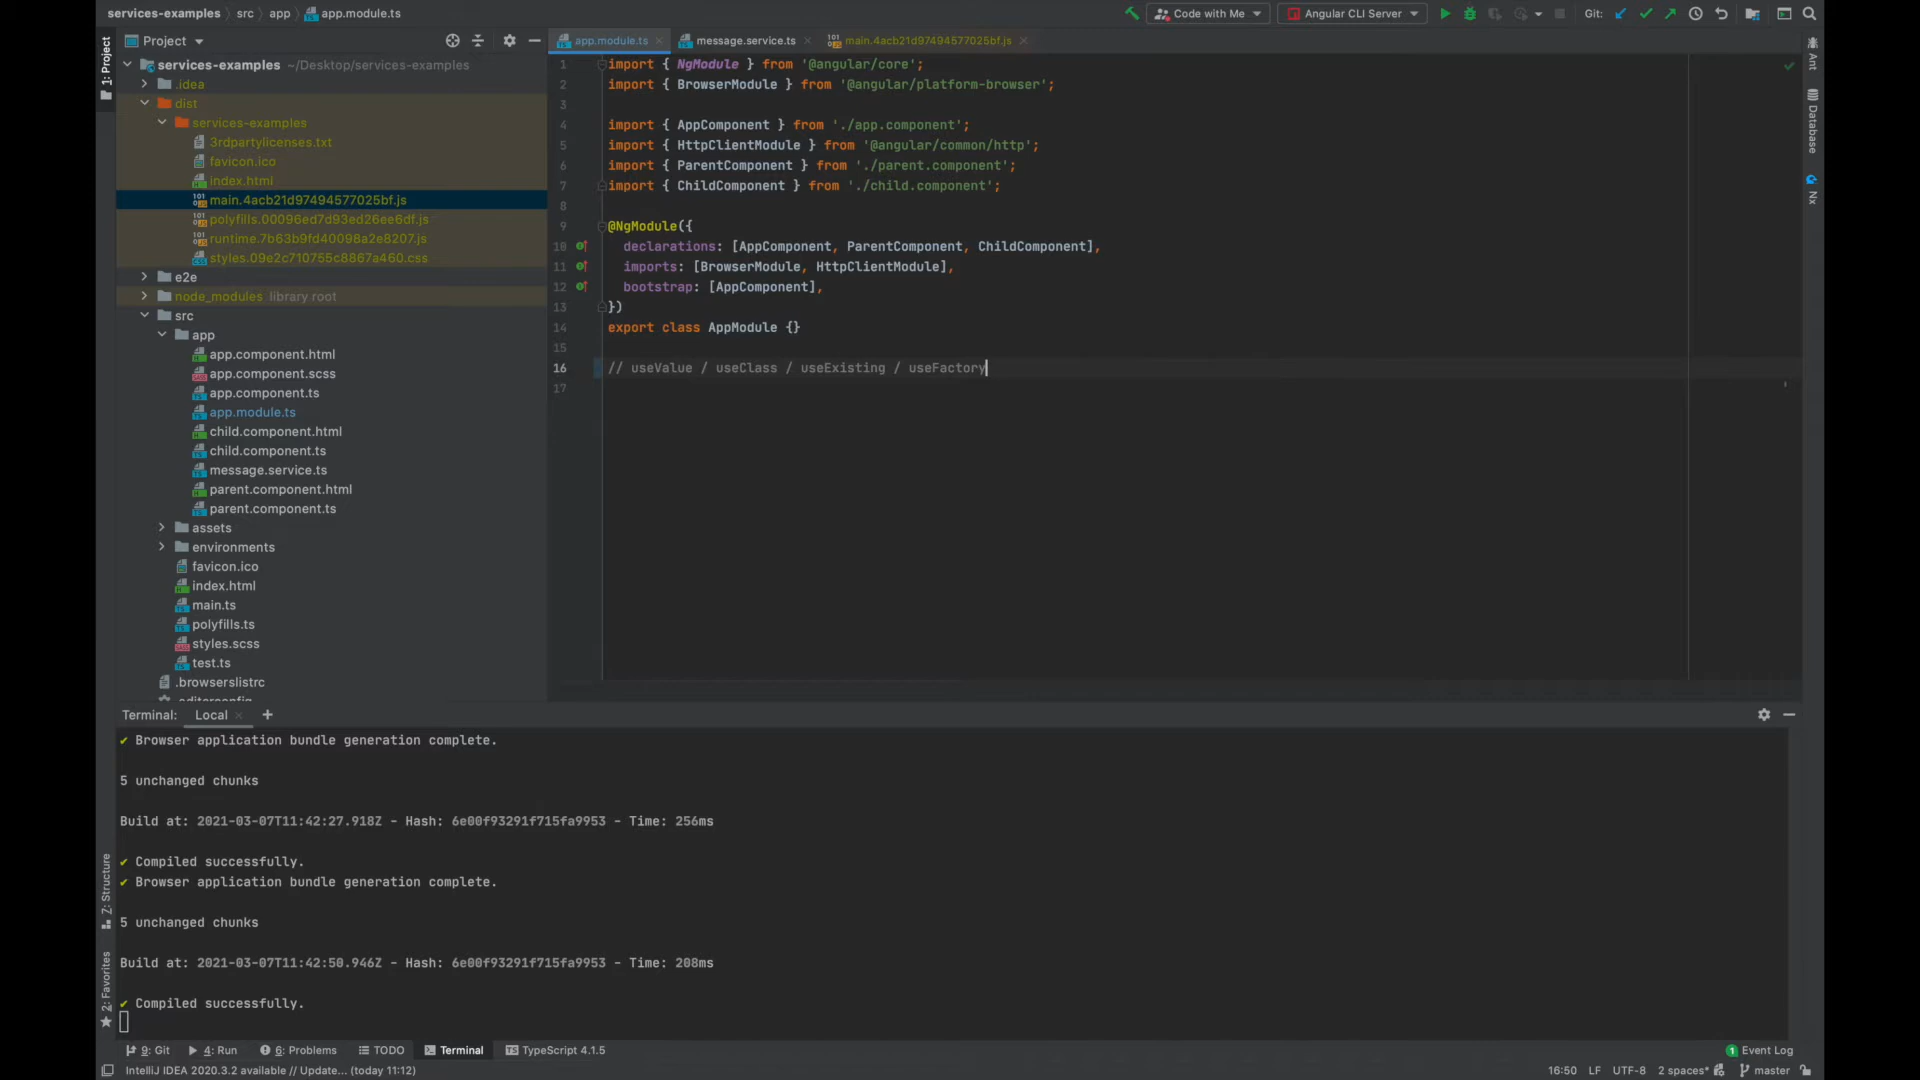 services-examples src app app.module.ts
Code with Me Angular CLI Server Git:
1: Project
Project
app.module.ts message.service.ts main.4acb21d97494577025bf.js
services-examples ~/Desktop/services-examples
.idea
dist
services-examples
3rdpartylicenses.txt
favicon.ico
index.html
main.4acb21d97494577025bf.js
polyfills.00096ed7d93ed26ee6df.js
runtime.7b63b9fd40098a2e8207.js
styles.09e2c710755c8867a460.css
e2e
node_modules library root
src
app
app.component.html
app.component.scss
app.component.ts
app.module.ts
child.component.html
child.component.ts
message.service.ts
parent.component.html
parent.component.ts
assets
environments
favicon.ico
index.html
main.ts
polyfills.ts
styles.scss
test.ts
.browserslistrc
.editorconfig
1 import { NgModule } from '@angular/core';
2 import { BrowserModule } from '@angular/platform-browser';
3
4 import { AppComponent } from './app.component';
5 import { HttpClientModule } from '@angular/common/http';
6 import { ParentComponent } from './parent.component';
7 import { ChildComponent } from './child.component';
8
9 @NgModule({
10 declarations: [AppComponent, ParentComponent, ChildComponent],
11 imports: [BrowserModule, HttpClientModule],
12 bootstrap: [AppComponent],
13 })
14 export class AppModule {}
15
16 // useValue / useClass / useExisting / useFactory
17
Ant
Database
Nx
Terminal: Local +
✔ Browser application bundle generation complete.
5 unchanged chunks
Build at: 2021-03-07T11:42:27.918Z - Hash: 6e00f93291f715fa9953 - Time: 256ms
✔ Compiled successfully.
✔ Browser application bundle generation complete.
5 unchanged chunks
Build at: 2021-03-07T11:42:50.946Z - Hash: 6e00f93291f715fa9953 - Time: 208ms
✔ Compiled successfully.
Z: Structure
2: Favorites
9: Git 4: Run 6: Problems TODO Terminal TypeScript 4.1.5 1 Event Log
IntelliJ IDEA 2020.3.2 available // Update... (today 11:12) 16:50 LF UTF-8 2 spaces* master